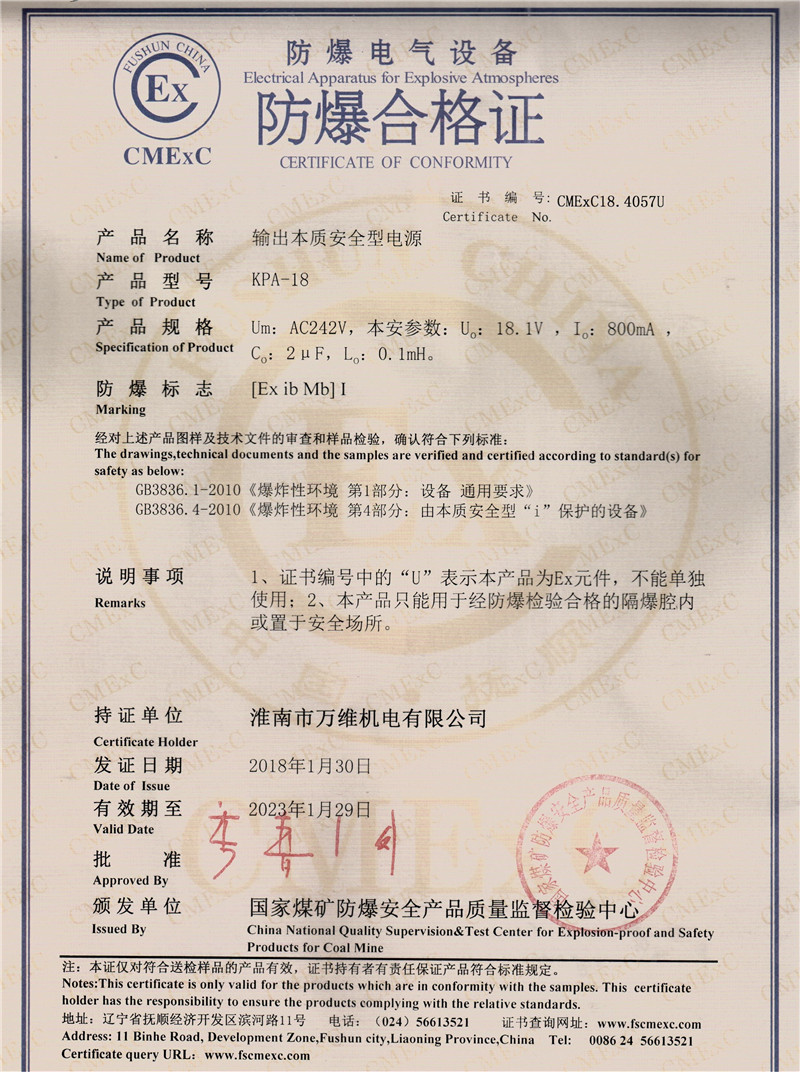 FUSHUN CHINA
Ex
CMExC
防爆电气设备
Electrical Apparatus for Explosive Atmospheres
防爆合格证
CERTIFICATE OF CONFORMITY
证书编号: CMExC18.4057U
Certificate No.
产品名称 输出本质安全型电源
Name of Product
产品型号 KPA-18
Type of Product
产品规格 Um: AC242V, 本安参数: Uo: 18.1V , Io: 800mA ,
Specification of Product Co: 2μF, Lo: 0.1mH。
防爆标志 [Ex ib Mb] I
Marking
经对上述产品图样及技术文件的审查和样品检验，确认符合下列标准：
The drawings,technical documents and the samples are verified and certified according to standard(s) for
safety as below:
GB3836.1-2010《爆炸性环境 第1部分: 设备 通用要求》
GB3836.4-2010《爆炸性环境 第4部分: 由本质安全型“i”保护的设备》
说明事项 1、证书编号中的“U”表示本产品为Ex元件，不能单独
Remarks 使用；2、本产品只能用于经防爆检验合格的隔爆腔内
或置于安全场所。
持证单位 淮南市万维机电有限公司
Certificate Holder
发证日期 2018年1月30日
Date of Issue
有效期至 2023年1月29日
Valid Date
批准
Approved By
颁发单位 国家煤矿防爆安全产品质量监督检验中心
Issued By China National Quality Supervision&Test Center for Explosion-proof and Safety
Products for Coal Mine
国家煤矿防爆安全产品质量监督检验中心
注：本证仅对符合送检样品的产品有效，证书持有者有责任保证产品符合标准规定。
Notes:This certificate is only valid for the products which are in conformity with the samples. This certificate
holder has the responsibility to ensure the products complying with the relative standards.
地址：辽宁省抚顺经济开发区滨河路11号 电话：（024）56613521 证书查询网址：www.fscmexc.com
Address: 11 Binhe Road, Development Zone,Fushun city,Liaoning Province,China Tel: 0086 24 56613521
Certificate query URL: www.fscmexc.com